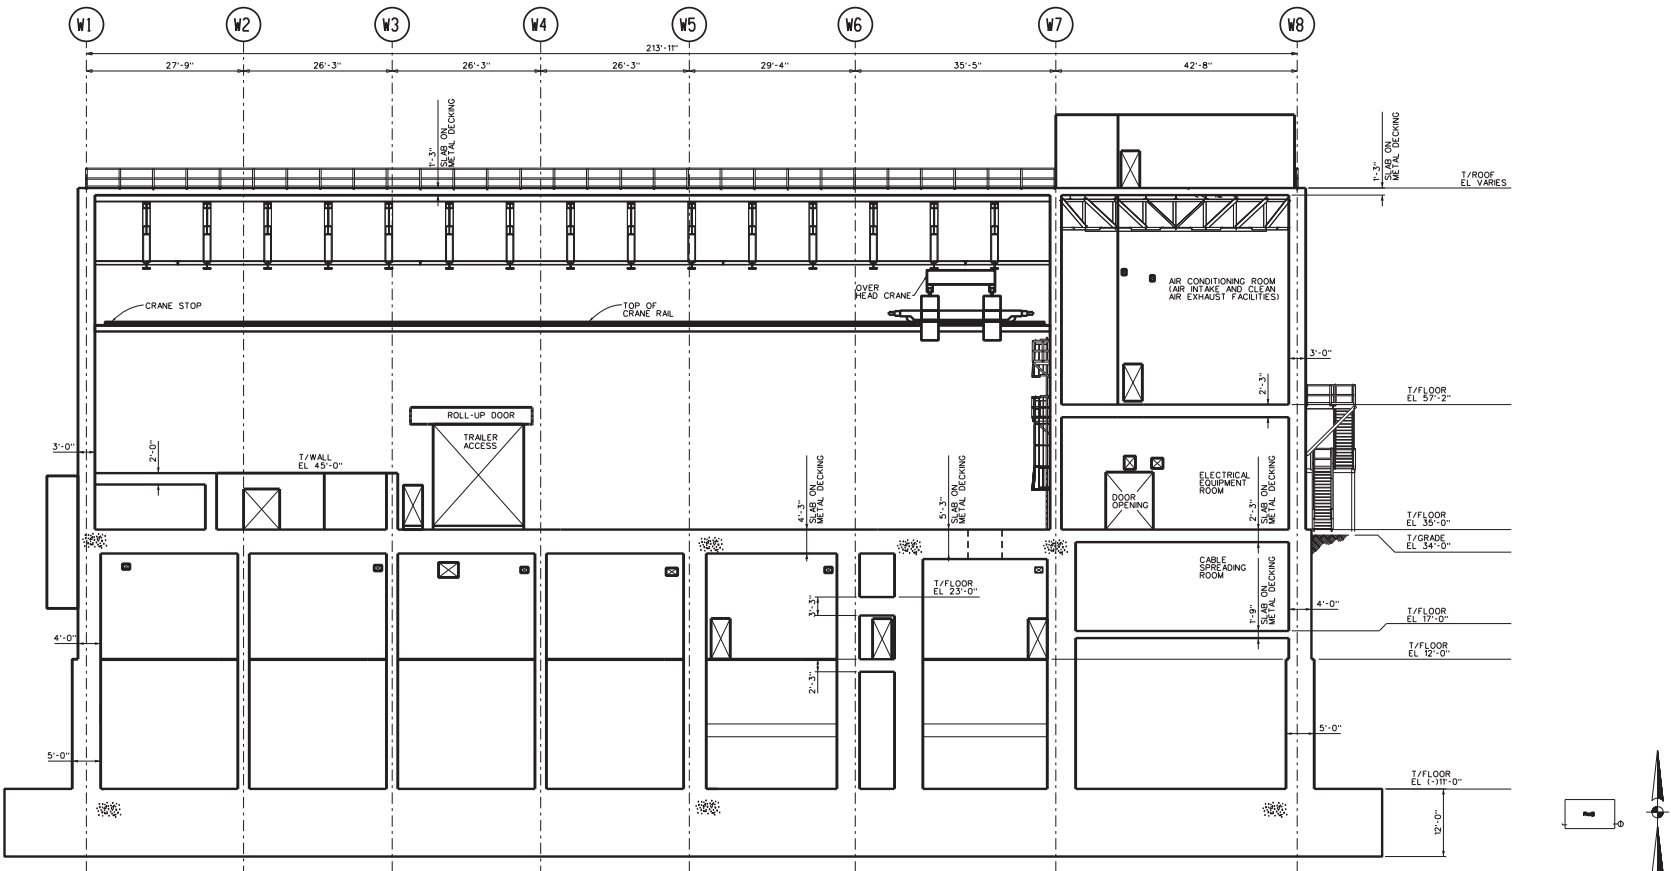 W1 W2 W3 W4 W5 W6 W7 W8
213'-11"
27'-9" 26'-3" 26'-3" 26'-3" 29'-4" 35'-5" 42'-8"
1'-3"
SLAB ON
METAL DECKING
1'-3"
SLAB ON
METAL DECKING
T/ROOF
EL VARIES
AIR CONDITIONING ROOM
(AIR INTAKE AND CLEAN
AIR EXHAUST FACILITIES)
OVER
HEAD CRANE
CRANE STOP
TOP OF
CRANE RAIL
3'-0"
2'-3"
T/FLOOR
EL 57'-2"
ROLL-UP DOOR
TRAILER
ACCESS
3'-0"
2'-0"
T/WALL
EL 45'-0"
4'-3"
SLAB ON
METAL DECKING
5'-3"
SLAB ON
METAL DECKING
ELECTRICAL
EQUIPMENT
ROOM
DOOR
OPENING
2'-3"
SLAB ON
METAL DECKING
T/FLOOR
EL 35'-0"
T/GRADE
EL 34'-0"
CABLE
SPREADING
ROOM
T/FLOOR
EL 23'-0"
3'-3"
1'-9"
SLAB ON
METAL DECKING
4'-0"
T/FLOOR
EL 17'-0"
4'-0"
T/FLOOR
EL 12'-0"
2'-3"
5'-0"
5'-0"
T/FLOOR
EL (-)11'-0"
12'-0"